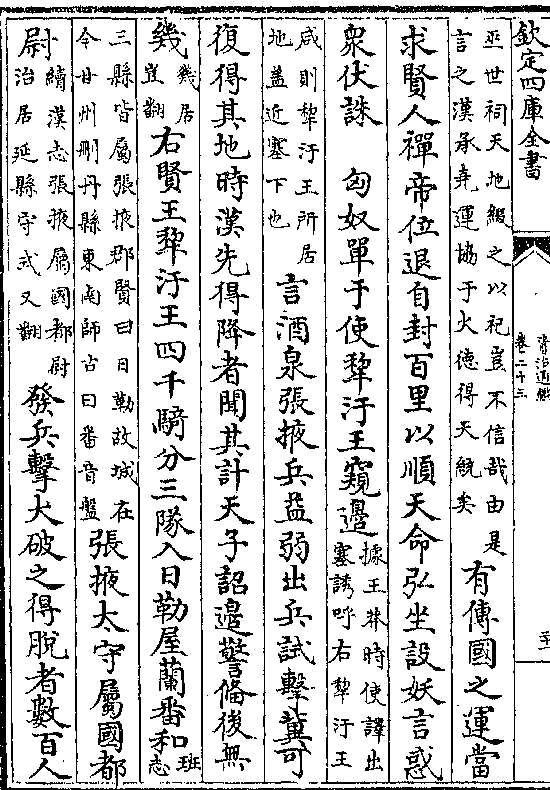 欽定四庫全書
資治通鑑
卷二十三
巫世祠天地綴之以祀豈不信哉由是
言之漢承堯運協于火德得天統矣
有傳國之運當
求賢人禪帝位退自封百里以順天命弘坐設妖言惑
衆伏誅 匈奴單于使犂汙王窺邊
據王莽時使譯出
塞誘呼右犂汙王
咸則犂汙王所居
地蓋近塞下也
言酒泉張掖兵益弱出兵試擊冀可
復得其地時漢先得降者聞其計天子詔邊警備後無
幾
幾居
豈翻
右賢王犂汙王四千騎分三隊入日勒屋蘭番和
班
志
三縣皆屬張掖郡賢曰日勒故城在
今甘州刪丹縣東南師古曰番音盤
張掖太守屬國都
尉
續漢志張掖屬國都尉
治居延縣守式又翻
發兵擊大破之得脫者數百人